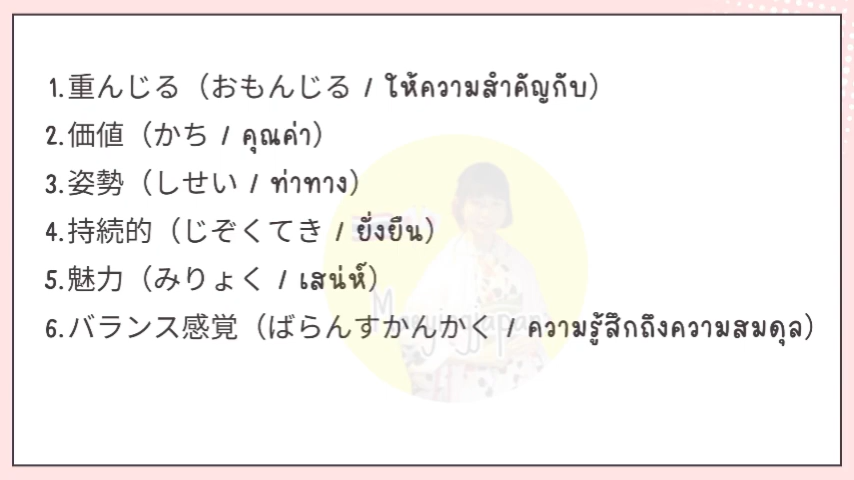 1.重んじる（おもんじる / ให้ความสำคัญกับ）
2.価値（かち / คุณค่า）
3.姿勢（しせい / ท่าทาง）
4.持続的（じぞくてき / ยั่งยืน）
5.魅力（みりょく / เสน่ห์）
6.バランス感覚（ばらんすかんかく / ความรู้สึกถึงความสมดุล）